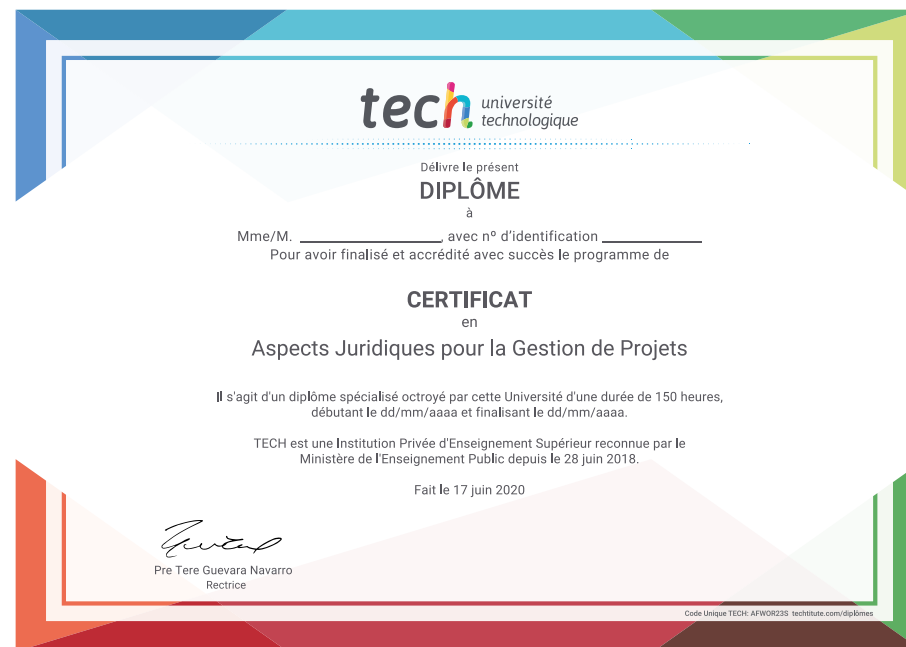 tech université
technologique
Délivre le présent
DIPLÔME
à
Mme/M. ____________________, avec nº d'identification ______________
Pour avoir finalisé et accrédité avec succès le programme de
CERTIFICAT
en
Aspects Juridiques pour la Gestion de Projets
Il s'agit d'un diplôme spécialisé octroyé par cette Université d'une durée de 150 heures,
débutant le dd/mm/aaaa et finalisant le dd/mm/aaaa.
TECH est une Institution Privée d'Enseignement Supérieur reconnue par le
Ministère de l'Enseignement Public depuis le 28 juin 2018.
Fait le 17 juin 2020
Pre Tere Guevara Navarro
Rectrice
Code Unique TECH: AFWOR23S techtitute.com/diplômes